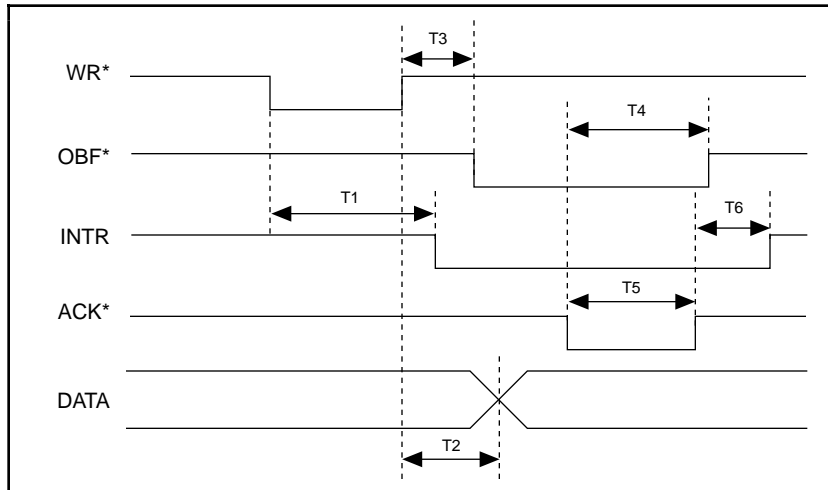 T3
WR*
T4
OBF*
T1
T6
INTR
T5
ACK*
DATA
T2